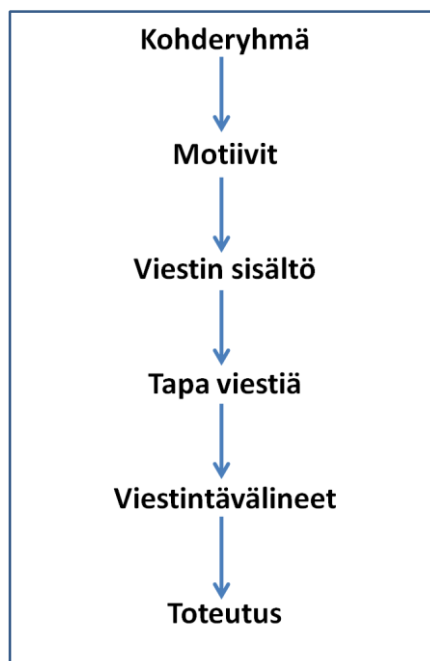 Kohderyhmä
Motiivit
Viestin sisältö
Tapa viestiä
Viestintävälineet
Toteutus